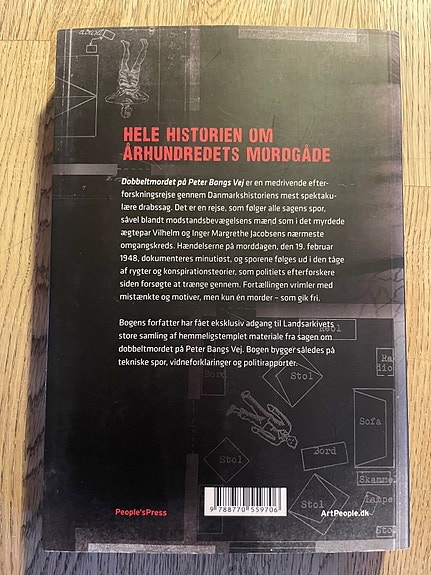 HELE HISTORIEN OM
ÅRHUNDREDETS MORDGÅDE
Dobbeltmordet på Peter Bangs Vej er en medrivende efter-
forskningsrejse gennem Danmarkshistoriens mest spektaku-
lære drabssag. Det er en rejse, som følger alle sagens spor,
såvel blandt modstandsbevægelsens mænd som i det myrdede
ægtepar Vilhelm og Inger Margrethe Jacobsens nærmeste
omgangskreds. Hændelserne på morddagen, den 19. februar
1948, dokumenteres minutiøst, og sporene følges ud i den tåge
af rygter og konspirationsteorier, som politiets efterforskere
siden forsøgte at trænge gennem. Fortællingen vrimler med
mistænkte og motiver, men kun én morder – som gik fri.
Bogens forfatter har fået eksklusiv adgang til Landsarkivets
store samling af hemmeligstemplet materiale fra sagen om
dobbeltmordet på Peter Bangs Vej. Bogen bygger således på
tekniske spor, vidneforklaringer og politirapporter.
Stol
Sofa
Bord
Stol
Skamme
Stol
People'sPress
9 788770 559706
ArtPeople.dk